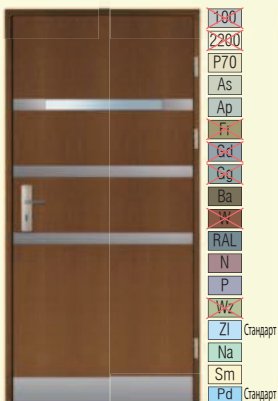 100
2200
P70
As
Ap
Fr
Gd
Gg
Ba
W
RAL
N
P
Wz
Zl Стандарт
Na
Sm
Pd Стандарт